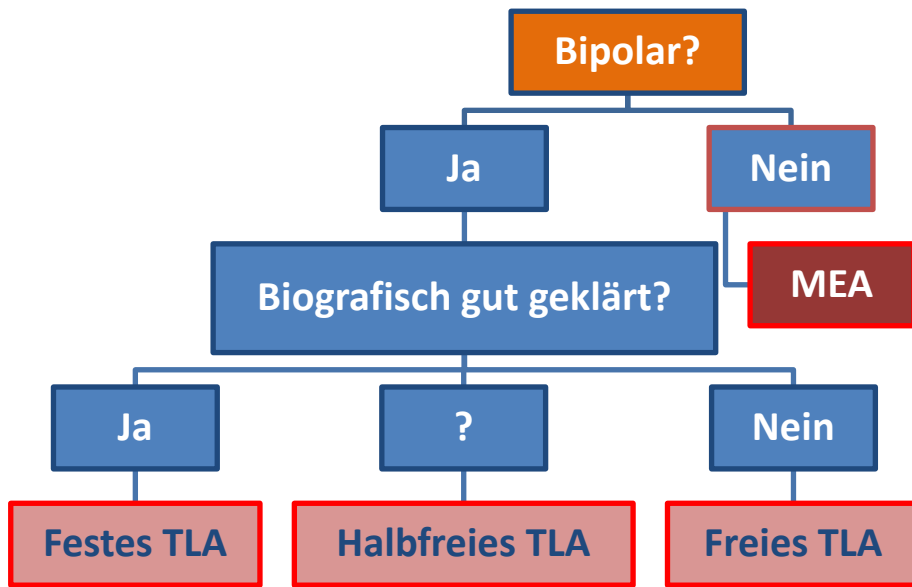 Bipolar?
Ja
Nein
Biografisch gut geklärt?
MEA
Ja
?
Nein
Festes TLA
Halbfreies TLA
Freies TLA